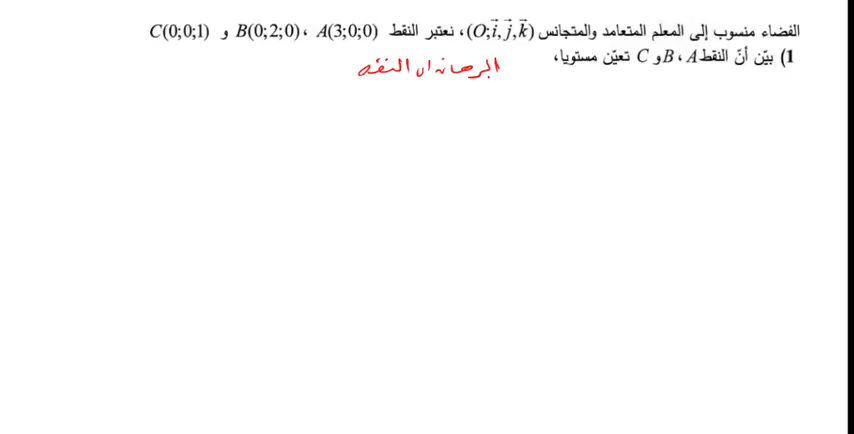 الفضاء منسوب إلى المعلم المتعامد والمتجانس (O;i⃗,j⃗,k⃗)، نعتبر النقط A(3;0;0)، B(0;2;0) و C(0;0;1)
1) بيّن أنّ النقط A، B و C تعيّن مستويا،
البرهان ان النقط